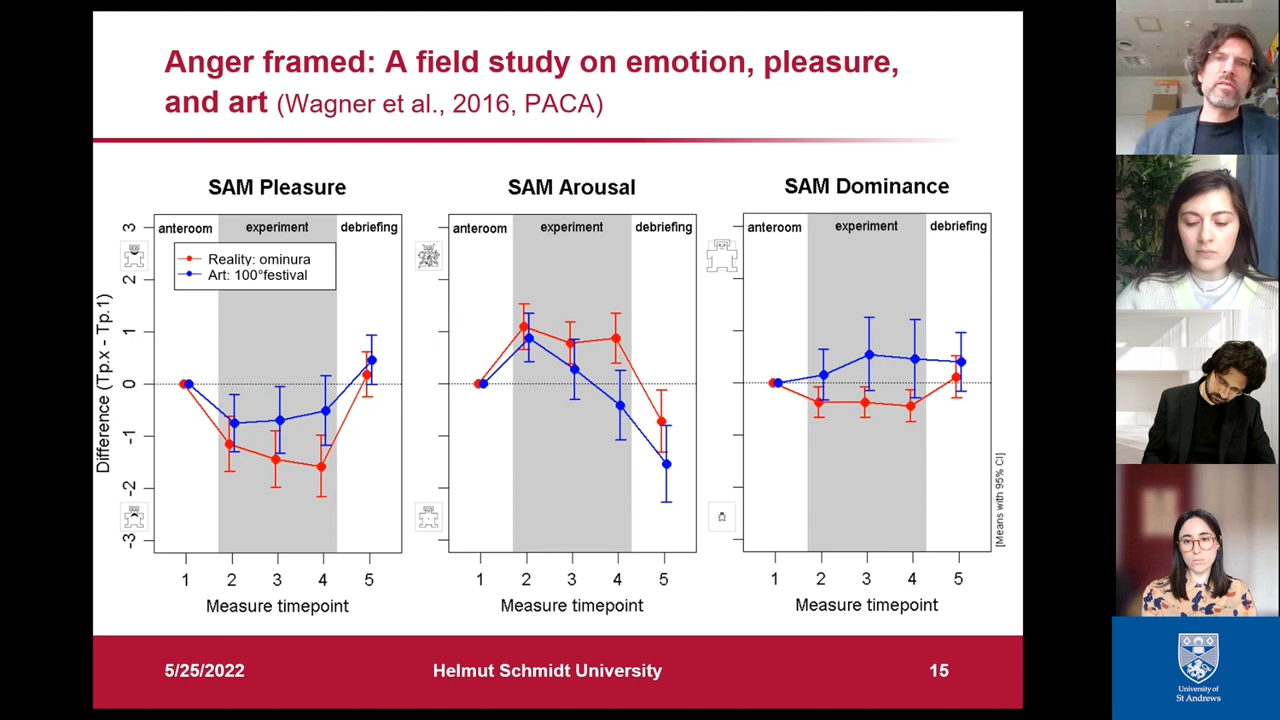 Anger framed: A field study on emotion, pleasure,
and art (Wagner et al., 2016, PACA)
SAM Pleasure
SAM Arousal
SAM Dominance
anteroom experiment debriefing
anteroom experiment debriefing
anteroom experiment debriefing
Reality: ominura
Art: 100°festival
Difference (Tp.x - Tp.1)
3
2
1
0
-1
-2
-3
1 2 3 4 5
1 2 3 4 5
1 2 3 4 5
Measure timepoint
Measure timepoint
Measure timepoint
[Means with 95% CI]
5/25/2022
Helmut Schmidt University
15
University of
St Andrews